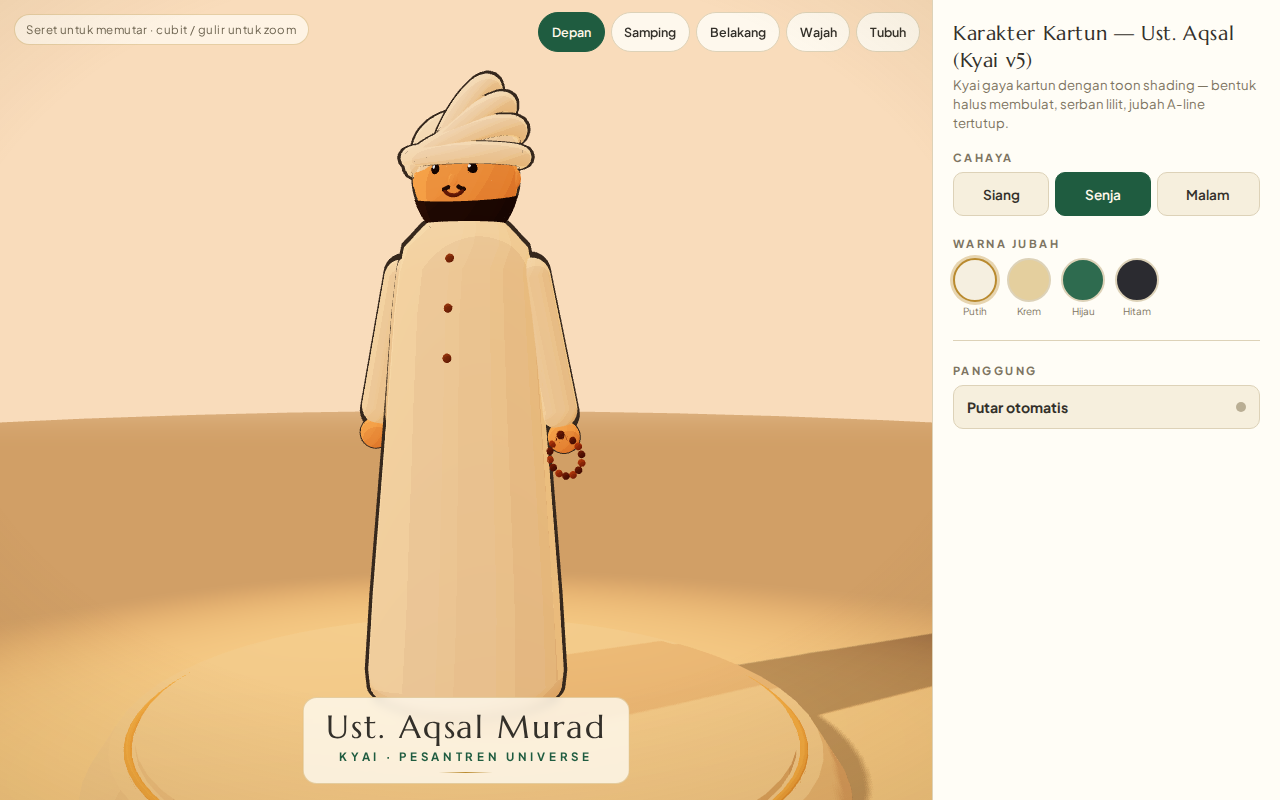 Seret untuk memutar · cubit / gulir untuk zoom
Depan
Samping
Belakang
Wajah
Tubuh
Ust. Aqsal Murad
KYAI · PESANTREN UNIVERSE
Karakter Kartun — Ust. Aqsal
(Kyai v5)
Kyai gaya kartun dengan toon shading — bentuk
halus membulat, serban lilit, jubah A-line
tertutup.
CAHAYA
Siang
Senja
Malam
WARNA JUBAH
Putih
Krem
Hijau
Hitam
PANGGUNG
Putar otomatis